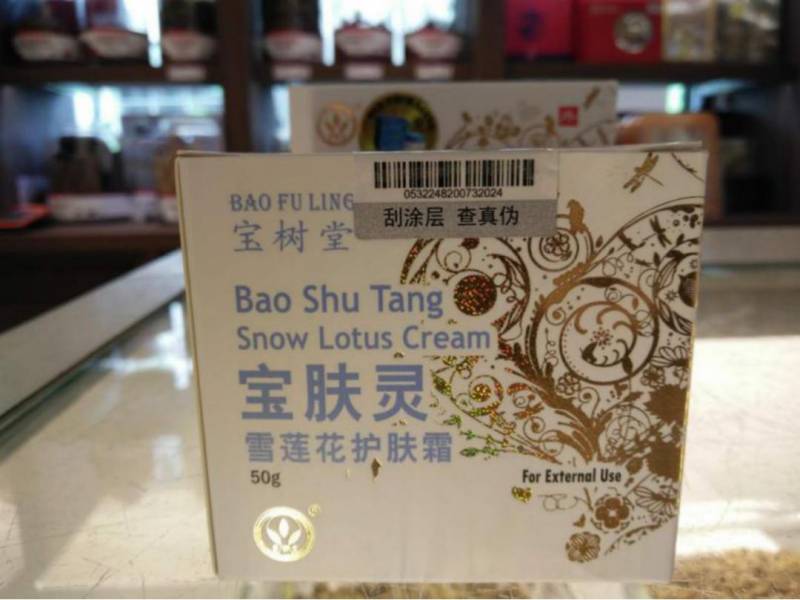 0532248200732024
刮涂层 查真伪
BAO FU LING
宝树堂
Bao Shu Tang
Snow Lotus Cream
宝肤灵
雪莲花护肤霜
50g
For External Use